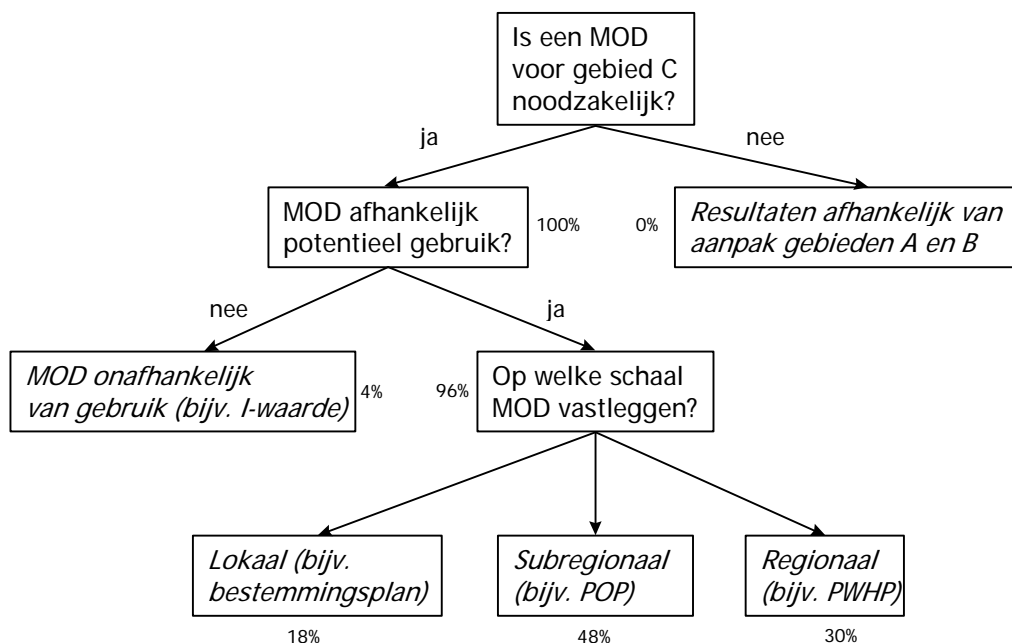 Is een MOD
voor gebied C
noodzakelijk?
ja
nee
MOD afhankelijk
potentieel gebruik?
100%
0%
Resultaten afhankelijk van
aanpak gebieden A en B
nee
ja
MOD onafhankelijk
van gebruik (bijv. I-waarde)
4%
96%
Op welke schaal
MOD vastleggen?
Lokaal (bijv.
bestemmingsplan)
Subregionaal
(bijv. POP)
Regionaal
(bijv. PWHP)
18%
48%
30%